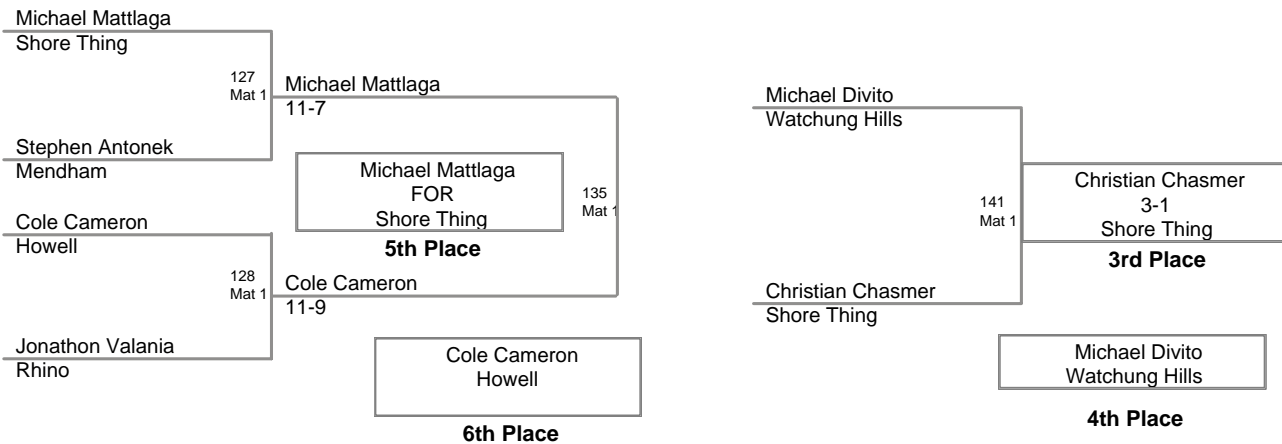 Michael Mattlaga
Shore Thing
127
Mat 1
Michael Mattlaga
11-7
Stephen Antonek
Mendham
Michael Mattlaga
FOR
Shore Thing
5th Place
135
Mat 1
Cole Cameron
Howell
128
Mat 1
Cole Cameron
11-9
Jonathon Valania
Rhino
Cole Cameron
Howell
6th Place
Michael Divito
Watchung Hills
141
Mat 1
Christian Chasmer
3-1
Shore Thing
3rd Place
Christian Chasmer
Shore Thing
Michael Divito
Watchung Hills
4th Place